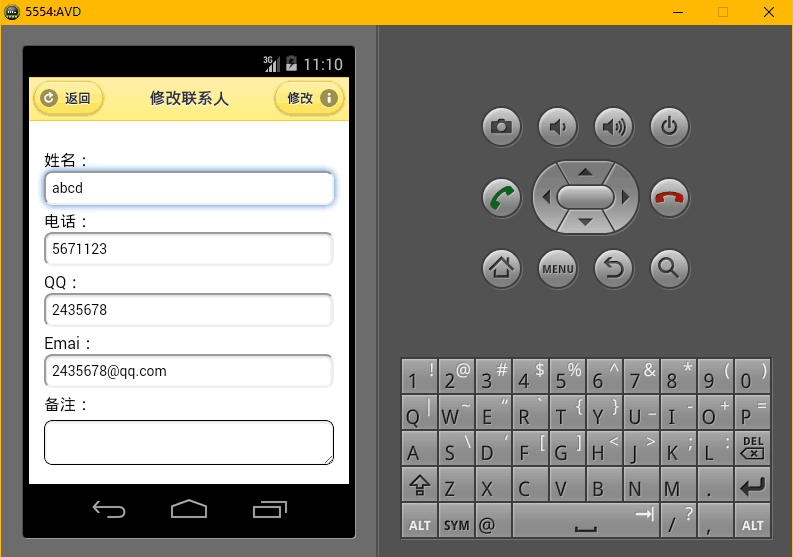 5554:AVD
3G 11:10
返回 修改联系人 修改
姓名：
abcd
电话：
5671123
QQ：
2435678
Emai：
2435678@qq.com
备注：
MENU
1 ! 2 @ 3 # 4 $ 5 % 6 ^ 7 & 8 * 9 ( 0 )
Q | W ~ E “ R ` T { Y } U _ I - O + P =
A S \ D ‘ F [ G ] H < J > K ; L : DEL
Z X C V B N M .
ALT SYM @ / ? , ALT